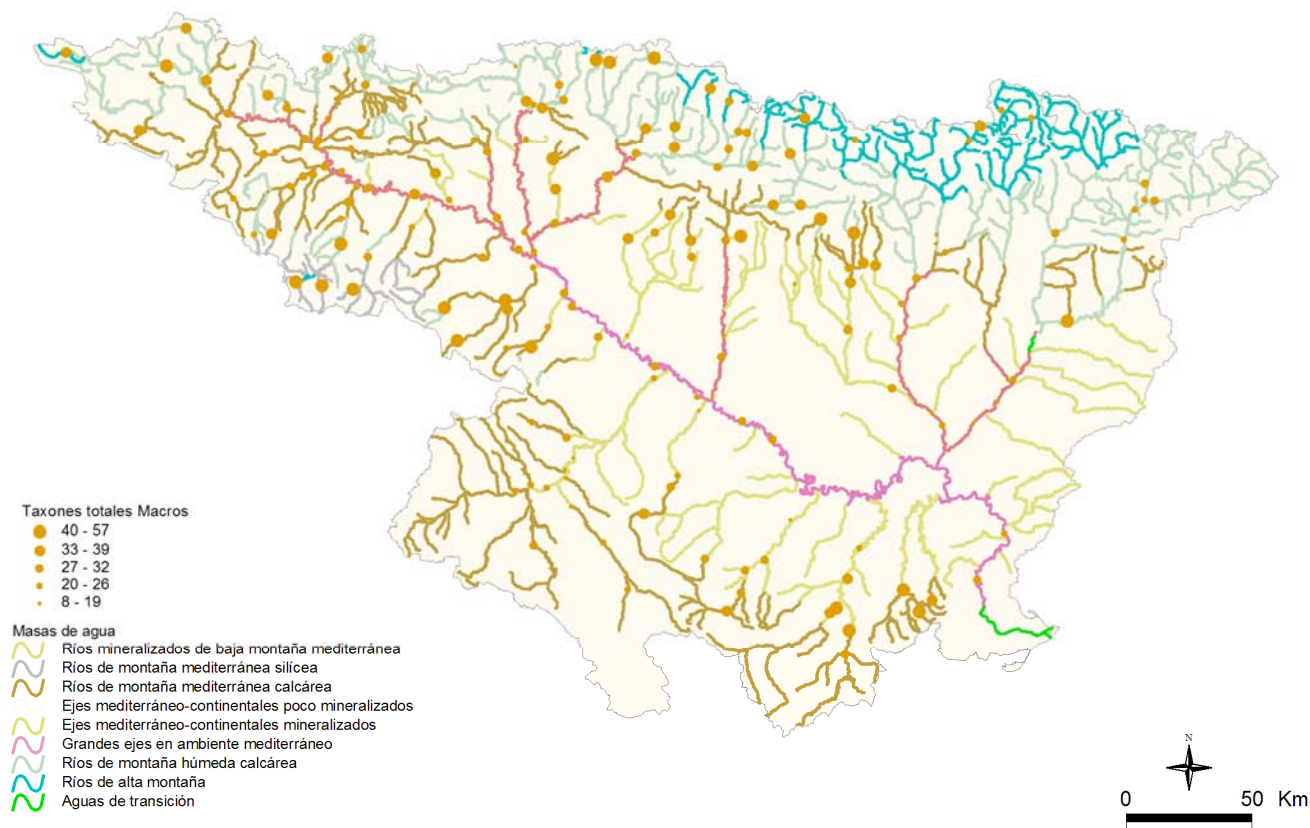 Taxones totales Macros
40 - 57
33 - 39
27 - 32
20 - 26
8 - 19
Masas de agua
Ríos mineralizados de baja montaña mediterránea
Ríos de montaña mediterránea silícea
Ríos de montaña mediterránea calcárea
Ejes mediterráneo-continentales poco mineralizados
Ejes mediterráneo-continentales mineralizados
Grandes ejes en ambiente mediterráneo
Ríos de montaña húmeda calcárea
Ríos de alta montaña
Aguas de transición
N
0 50 Km